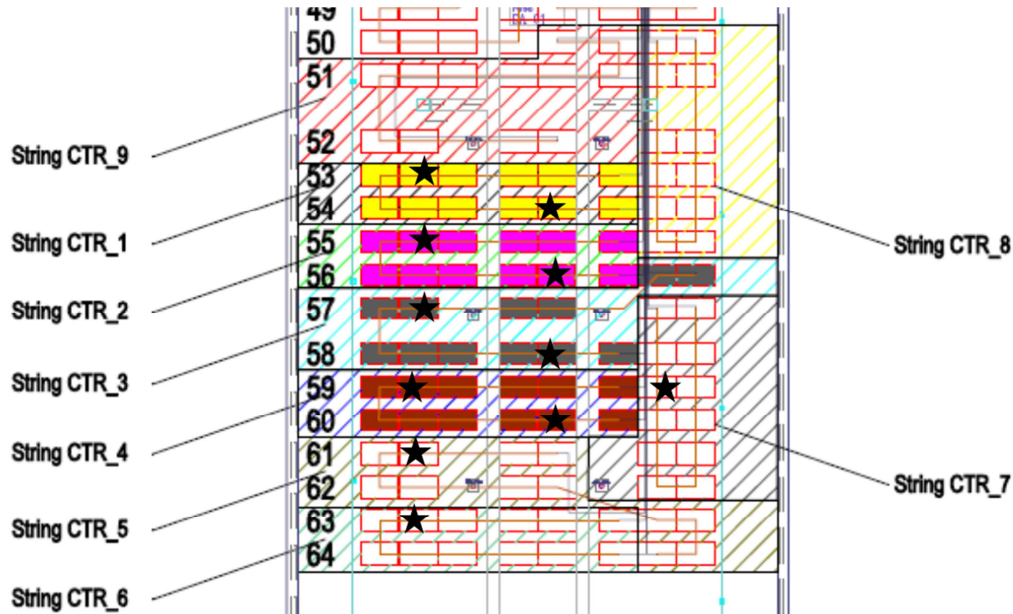 49
50
51
52
53
54
55
56
57
58
59
60
61
62
63
64
String CTR_9
String CTR_1
String CTR_2
String CTR_3
String CTR_4
String CTR_5
String CTR_6
String CTR_8
String CTR_7